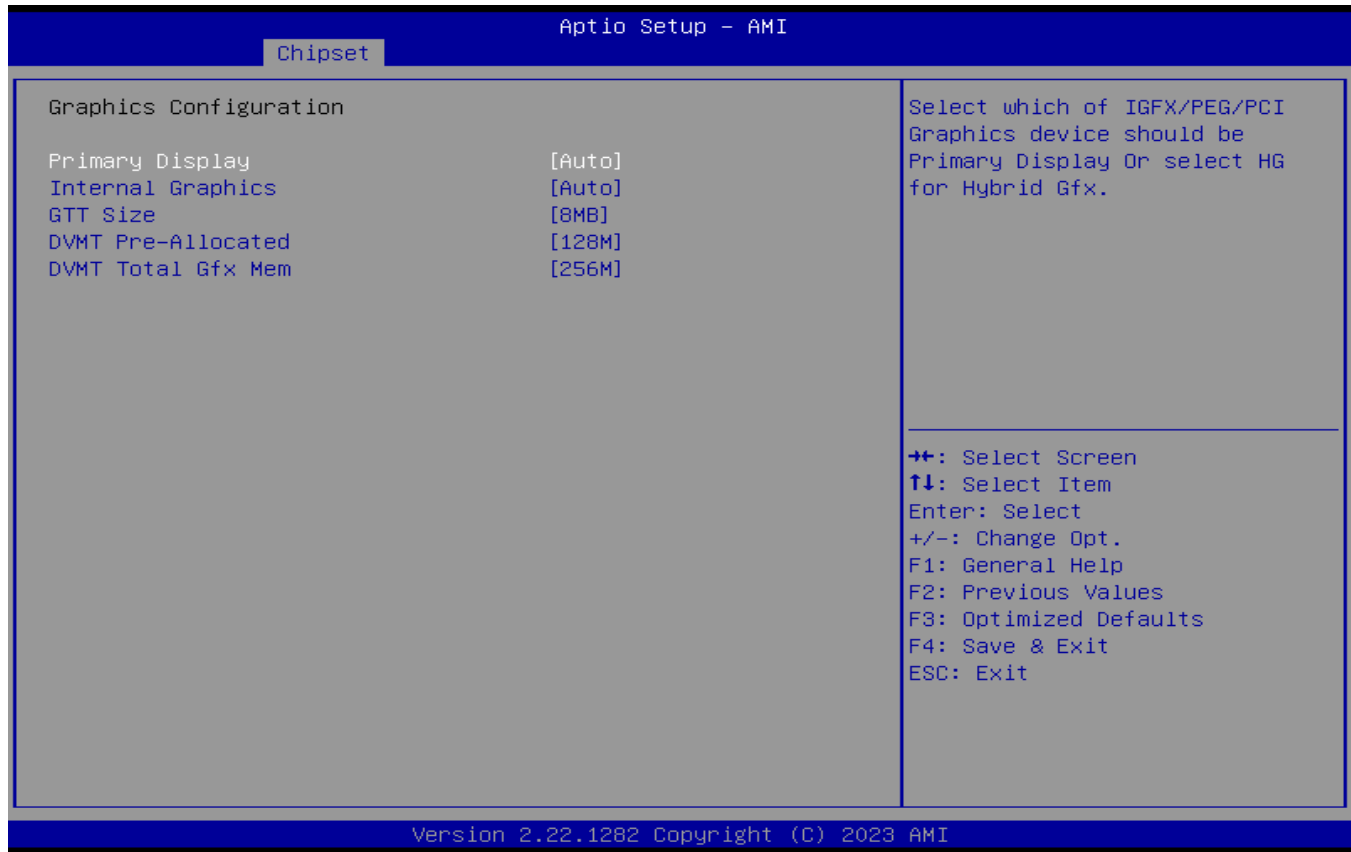 Aptio Setup – AMI
Chipset
Graphics Configuration
Primary Display [Auto]
Internal Graphics [Auto]
GTT Size [8MB]
DVMT Pre-Allocated [128M]
DVMT Total Gfx Mem [256M]
Select which of IGFX/PEG/PCI
Graphics device should be
Primary Display Or select HG
for Hybrid Gfx.
→←: Select Screen
↑↓: Select Item
Enter: Select
+/-: Change Opt.
F1: General Help
F2: Previous Values
F3: Optimized Defaults
F4: Save & Exit
ESC: Exit
Version 2.22.1282 Copyright (C) 2023 AMI